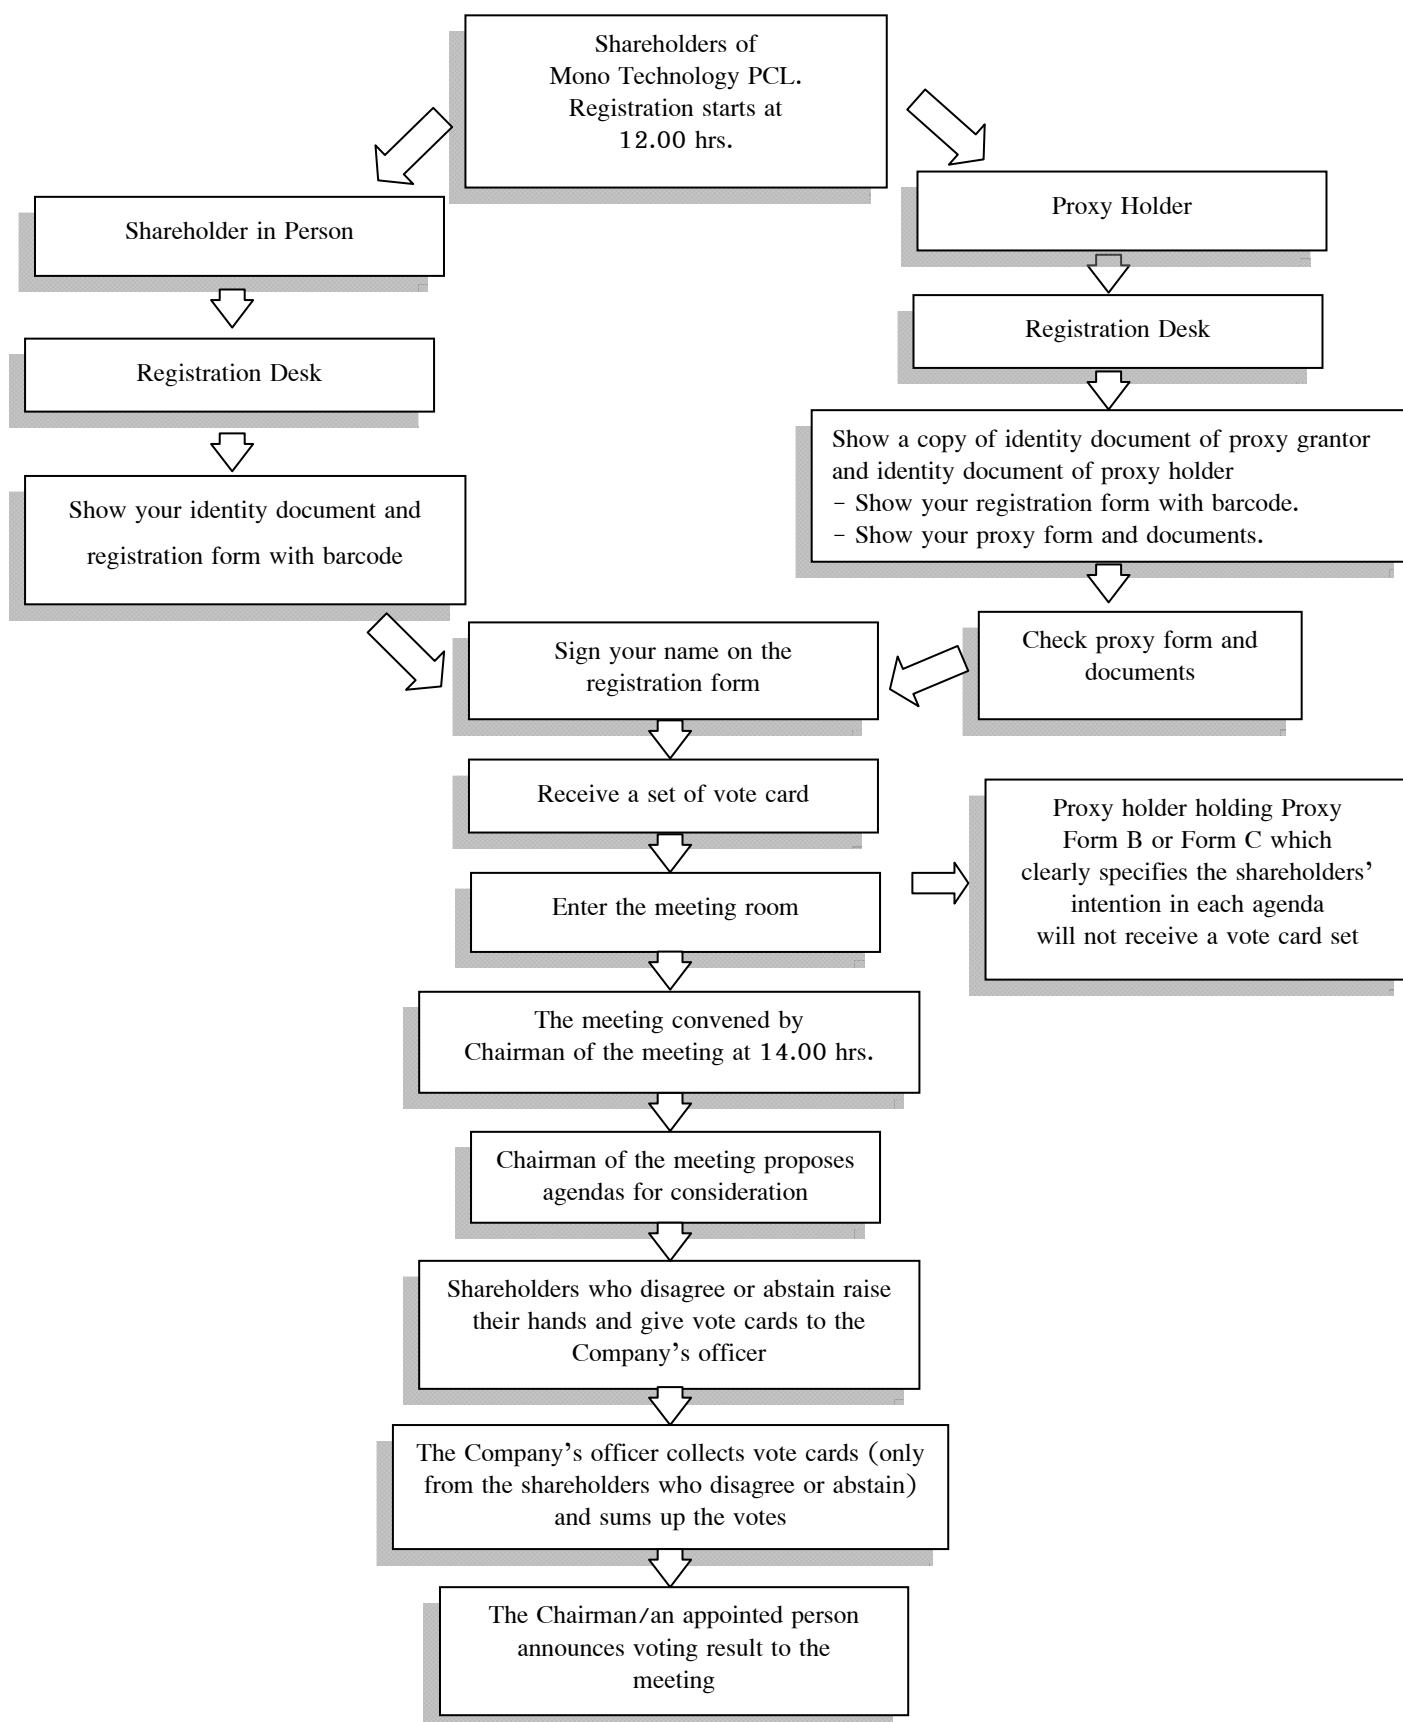 Shareholders of
Mono Technology PCL.
Registration starts at
12.00 hrs.
Shareholder in Person
Registration Desk
Show your identity document and
registration form with barcode
Proxy Holder
Registration Desk
Show a copy of identity document of proxy grantor
and identity document of proxy holder
- Show your registration form with barcode.
- Show your proxy form and documents.
Check proxy form and
documents
Sign your name on the
registration form
Receive a set of vote card
Enter the meeting room
Proxy holder holding Proxy
Form B or Form C which
clearly specifies the shareholders’
intention in each agenda
will not receive a vote card set
The meeting convened by
Chairman of the meeting at 14.00 hrs.
Chairman of the meeting proposes
agendas for consideration
Shareholders who disagree or abstain raise
their hands and give vote cards to the
Company’s officer
The Company’s officer collects vote cards (only
from the shareholders who disagree or abstain)
and sums up the votes
The Chairman/an appointed person
announces voting result to the
meeting